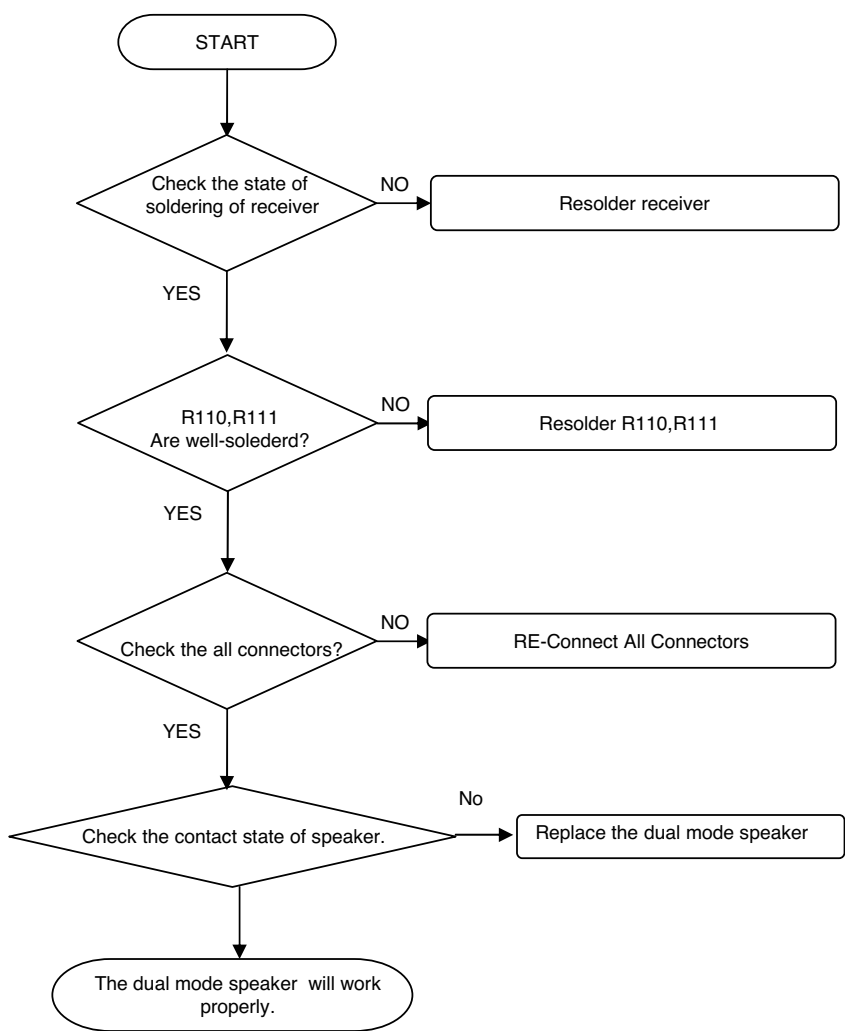 START
Check the state of
soldering of receiver
NO
Resolder receiver
YES
R110,R111
Are well-solederd?
NO
Resolder R110,R111
YES
Check the all connectors?
NO
RE-Connect All Connectors
YES
Check the contact state of speaker.
No
Replace the dual mode speaker
The dual mode speaker will work
properly.